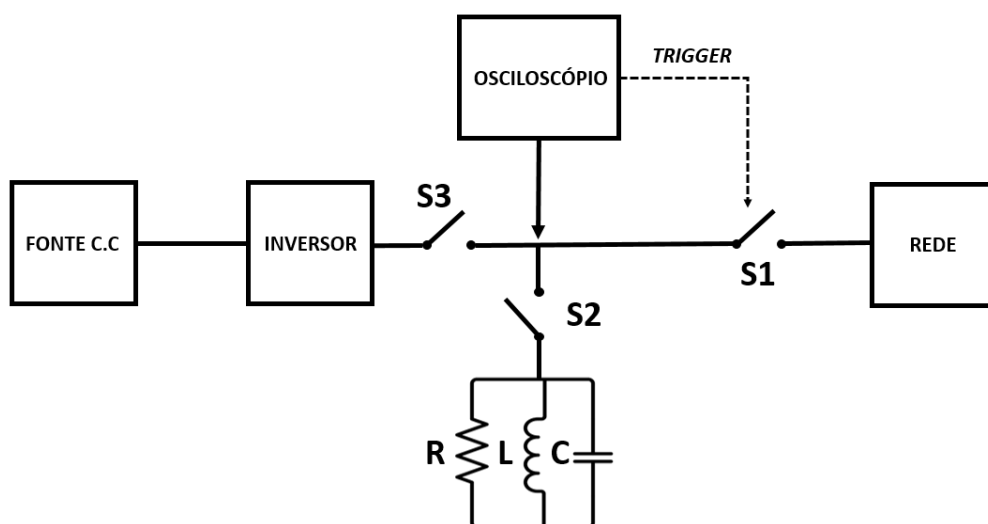 OSCILOSCÓPIO
TRIGGER
FONTE C.C
S3
INVERSOR
S1
REDE
S2
R
L
C